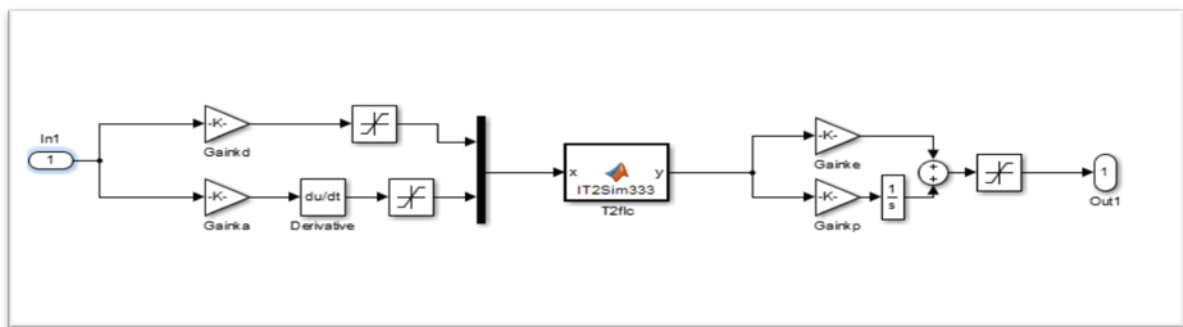 In1
1
-K-
Gainkd
-K-
Gainka
du/dt
Derivative
x
y
IT2Sim333
T2flc
-K-
Gainke
-K-
Gainkp
1
s
+
+
1
Out1